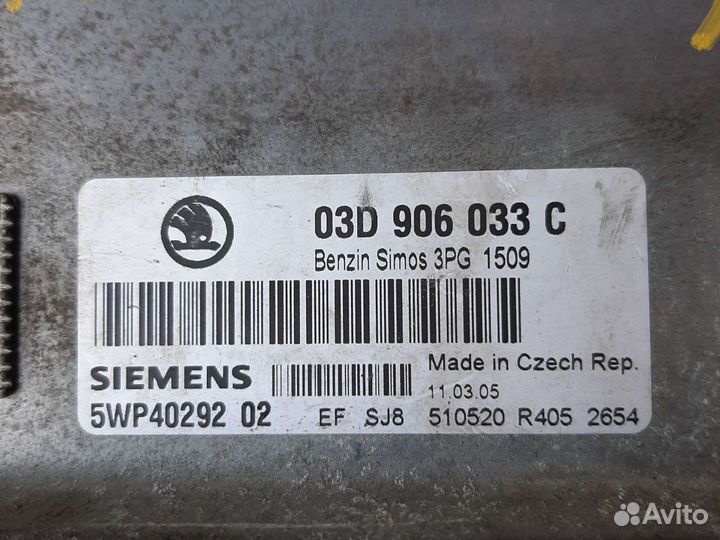 03D 906 033 C
Benzin Simos 3PG 1509
SIEMENS
Made in Czech Rep.
11.03.05
5WP40292 02 EF SJ8 510520 R405 2654
Avito